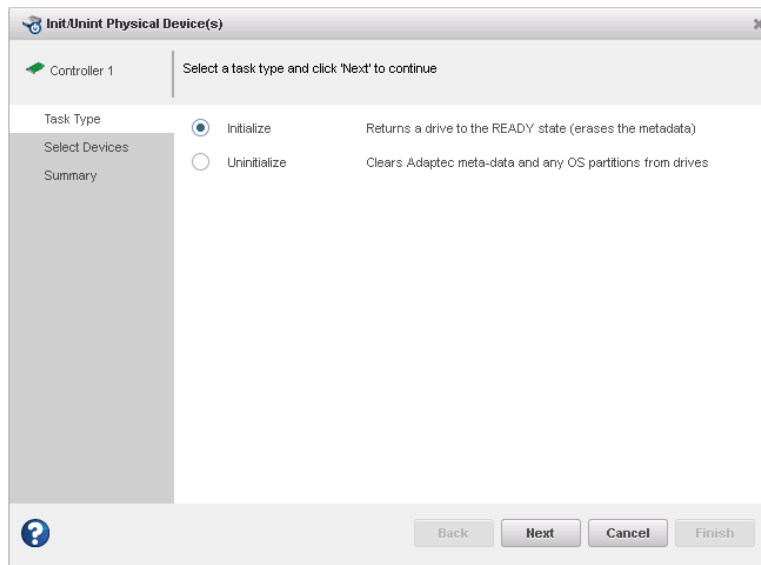 Init/Unint Physical Device(s)
Controller 1
Select a task type and click 'Next' to continue
Task Type
Select Devices
Summary
Initialize Returns a drive to the READY state (erases the metadata)
Uninitialize Clears Adaptec meta-data and any OS partitions from drives
? Back Next Cancel Finish